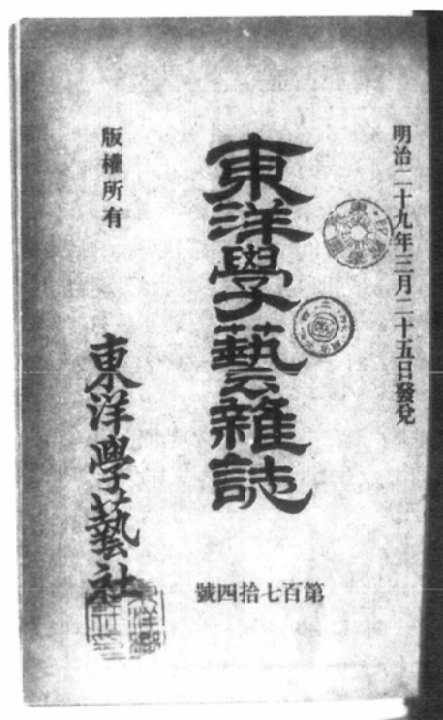 明治二十九年三月二十五日發兌
東洋學藝雜誌
第百七拾四號
版權所有
東洋學藝社